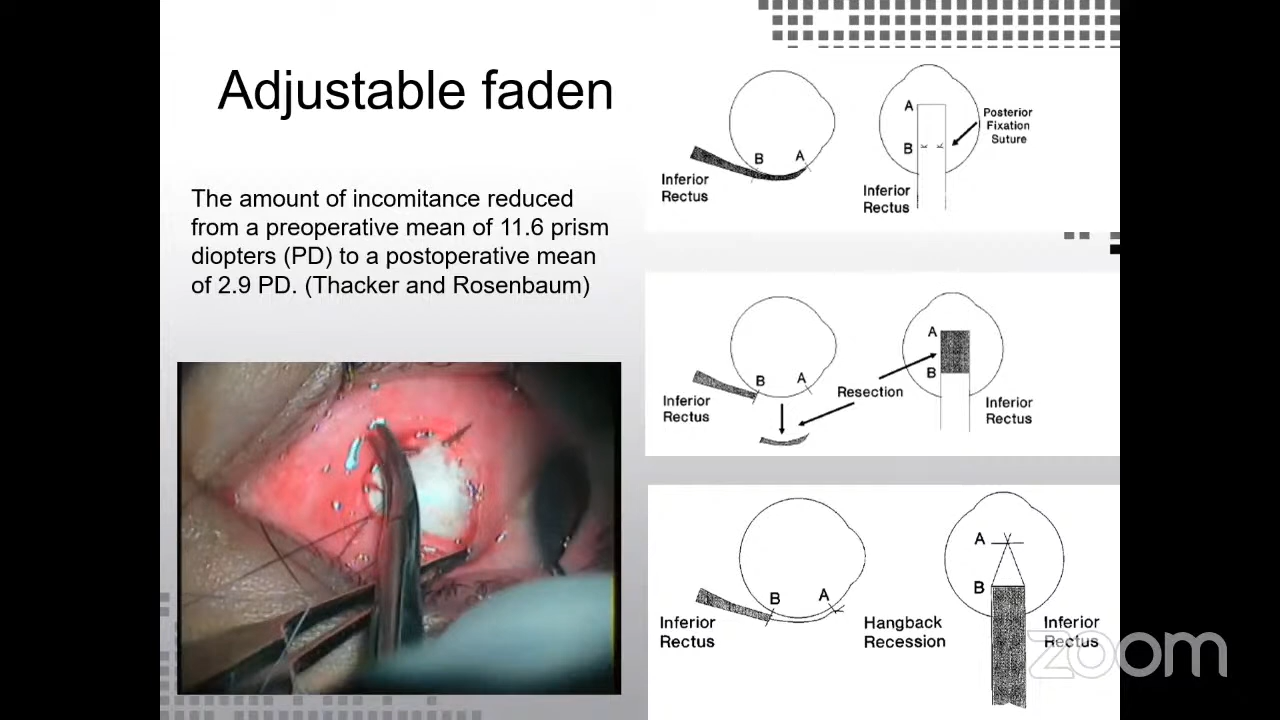 Adjustable faden
The amount of incomitance reduced
from a preoperative mean of 11.6 prism
diopters (PD) to a postoperative mean
of 2.9 PD. (Thacker and Rosenbaum)
B
A
Inferior
Rectus
A
B
Posterior
Fixation
Suture
Inferior
Rectus
B
A
Inferior
Rectus
Resection
A
B
Inferior
Rectus
B
A
Inferior
Rectus
Hangback
Recession
A
B
Inferior
Rectus
zoom